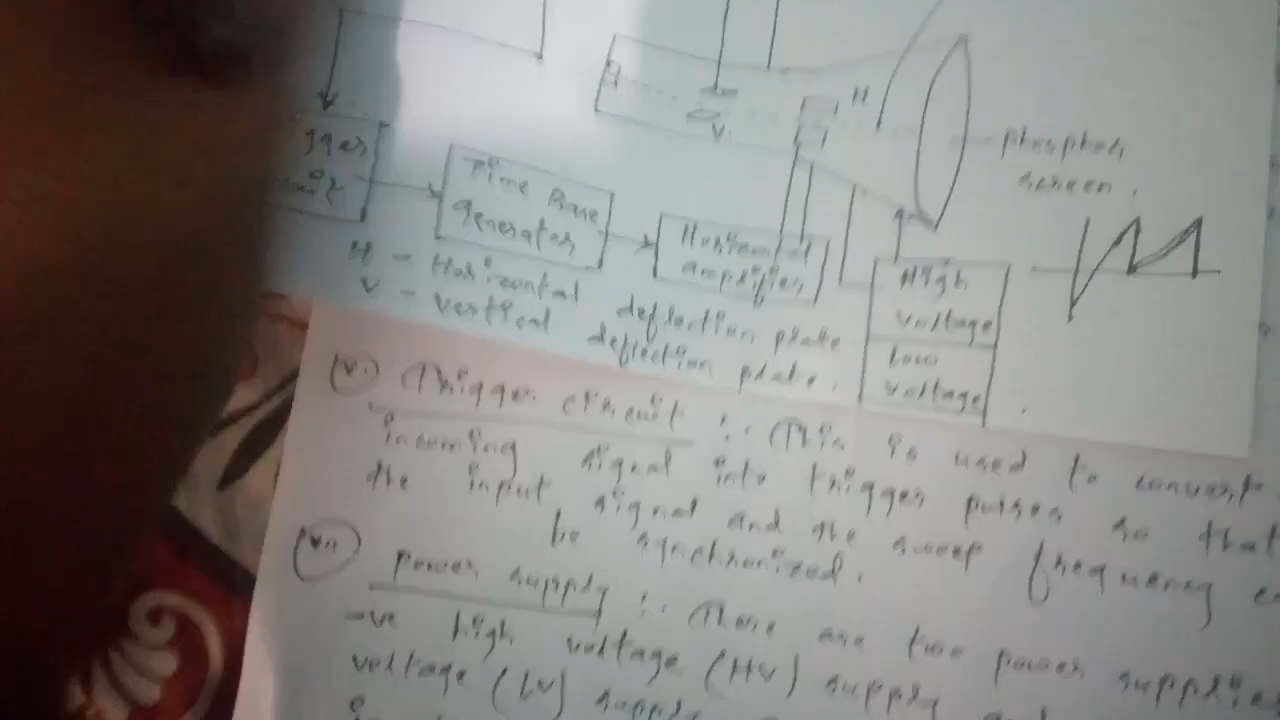 H
V
phosphor
screen.
gger
cuit
Time Base
generator
Horizontal
amplifier
High
voltage
Low
voltage
H - Horizontal deflection plate
V - vertical deflection plate.
Trigger circuit :: This is used to convert
incoming signal into trigger pulses so that
the input signal and the sweep frequency
be synchronized.
(vii) Power supply :: There are two power supplies
-ve high voltage (HV) supply and
voltage (LV) supply